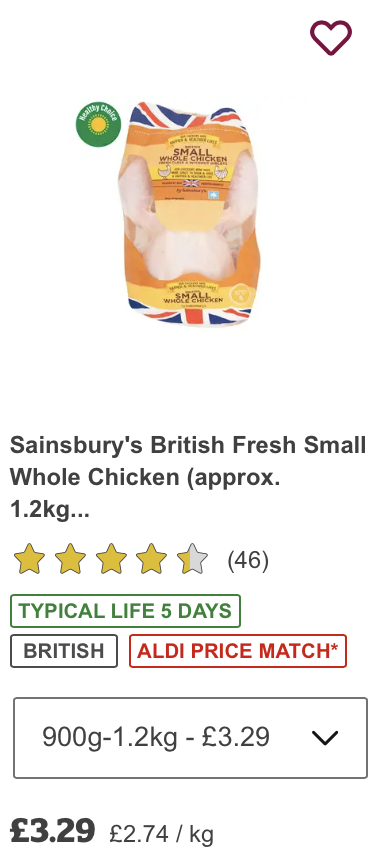 Healthy Choice
SMALL
WHOLE CHICKEN
SMALL
WHOLE CHICKEN
Sainsbury's British Fresh Small
Whole Chicken (approx.
1.2kg...
(46)
TYPICAL LIFE 5 DAYS
BRITISH
ALDI PRICE MATCH*
900g-1.2kg - £3.29
£3.29 £2.74 / kg